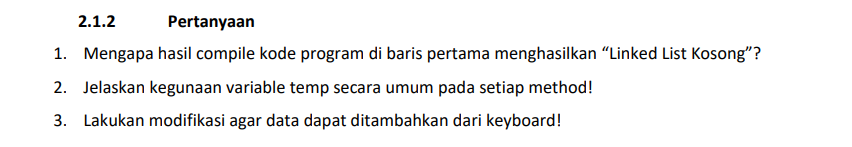 2.1.2 Pertanyaan
1. Mengapa hasil compile kode program di baris pertama menghasilkan “Linked List Kosong”?
2. Jelaskan kegunaan variable temp secara umum pada setiap method!
3. Lakukan modifikasi agar data dapat ditambahkan dari keyboard!